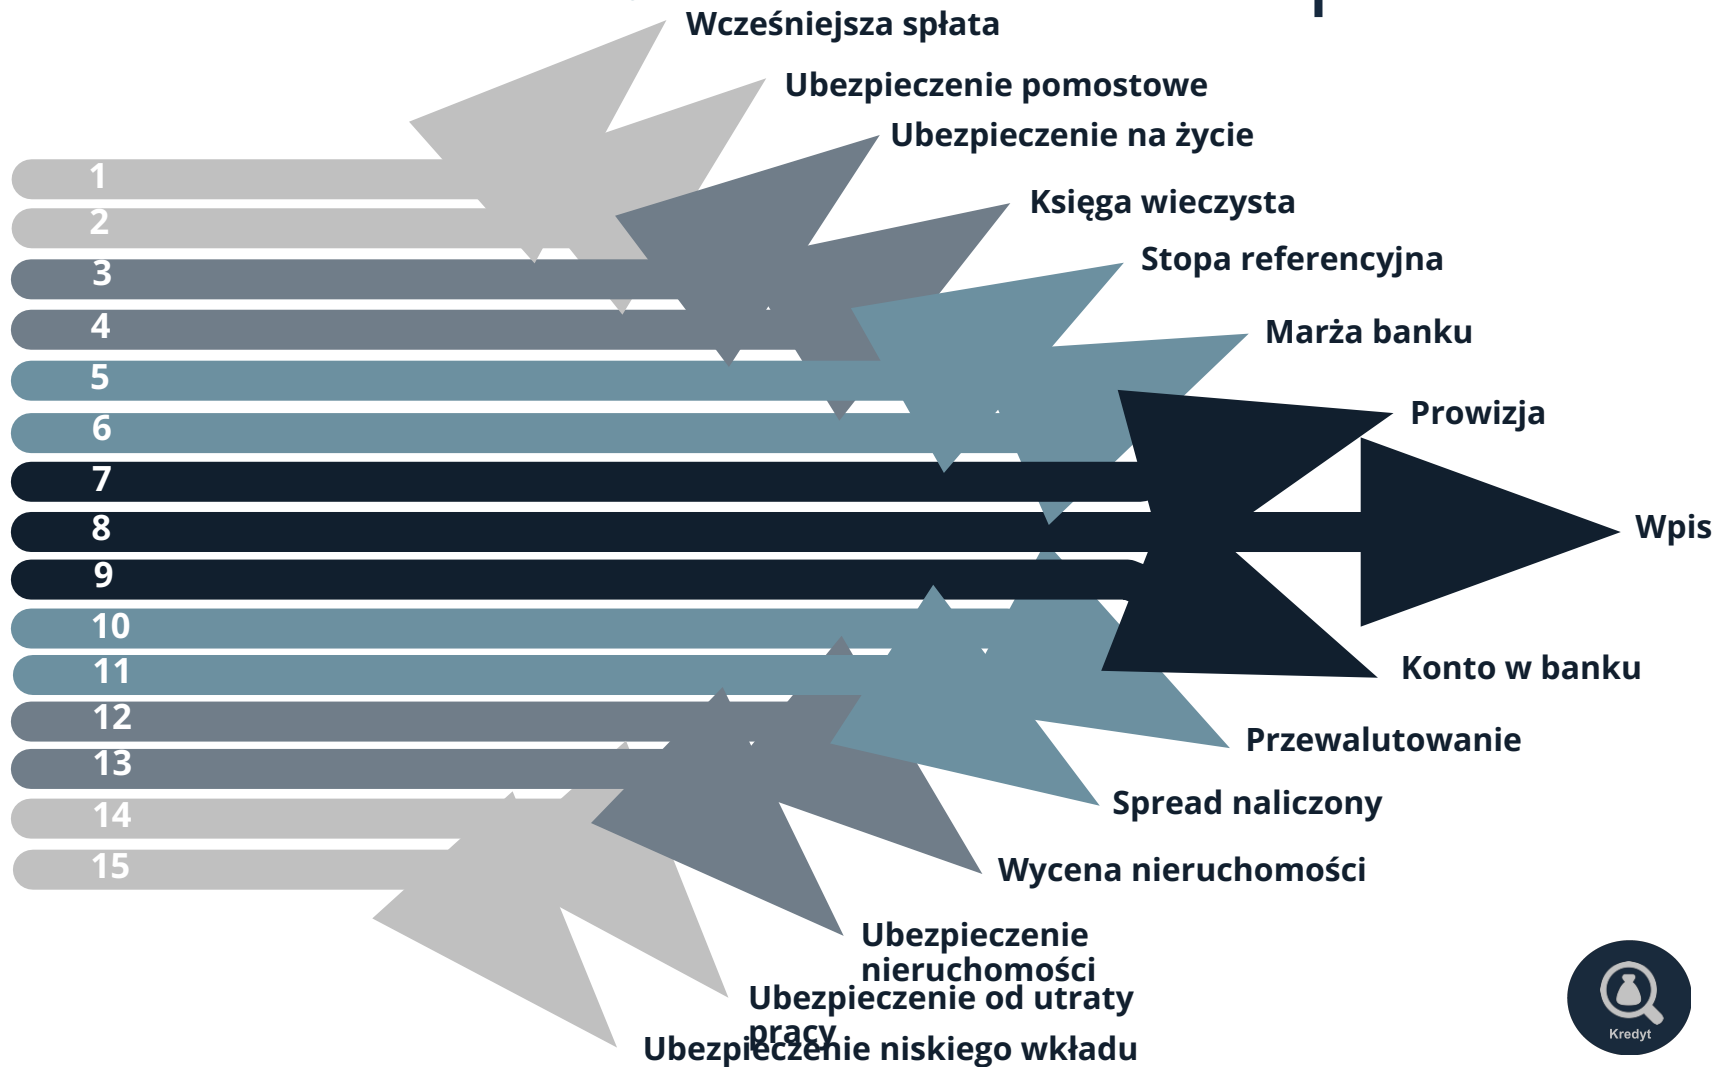 Wcześniejsza spłata
Ubezpieczenie pomostowe
Ubezpieczenie na życie
Księga wieczysta
Stopa referencyjna
Marża banku
Prowizja
Wpis
Konto w banku
Przewalutowanie
Spread naliczony
Wycena nieruchomości
Ubezpieczenie
nieruchomości
Ubezpieczenie od utraty
pracy
Ubezpieczenie niskiego wkładu
1
2
3
4
5
6
7
8
9
10
11
12
13
14
15
Kredyt